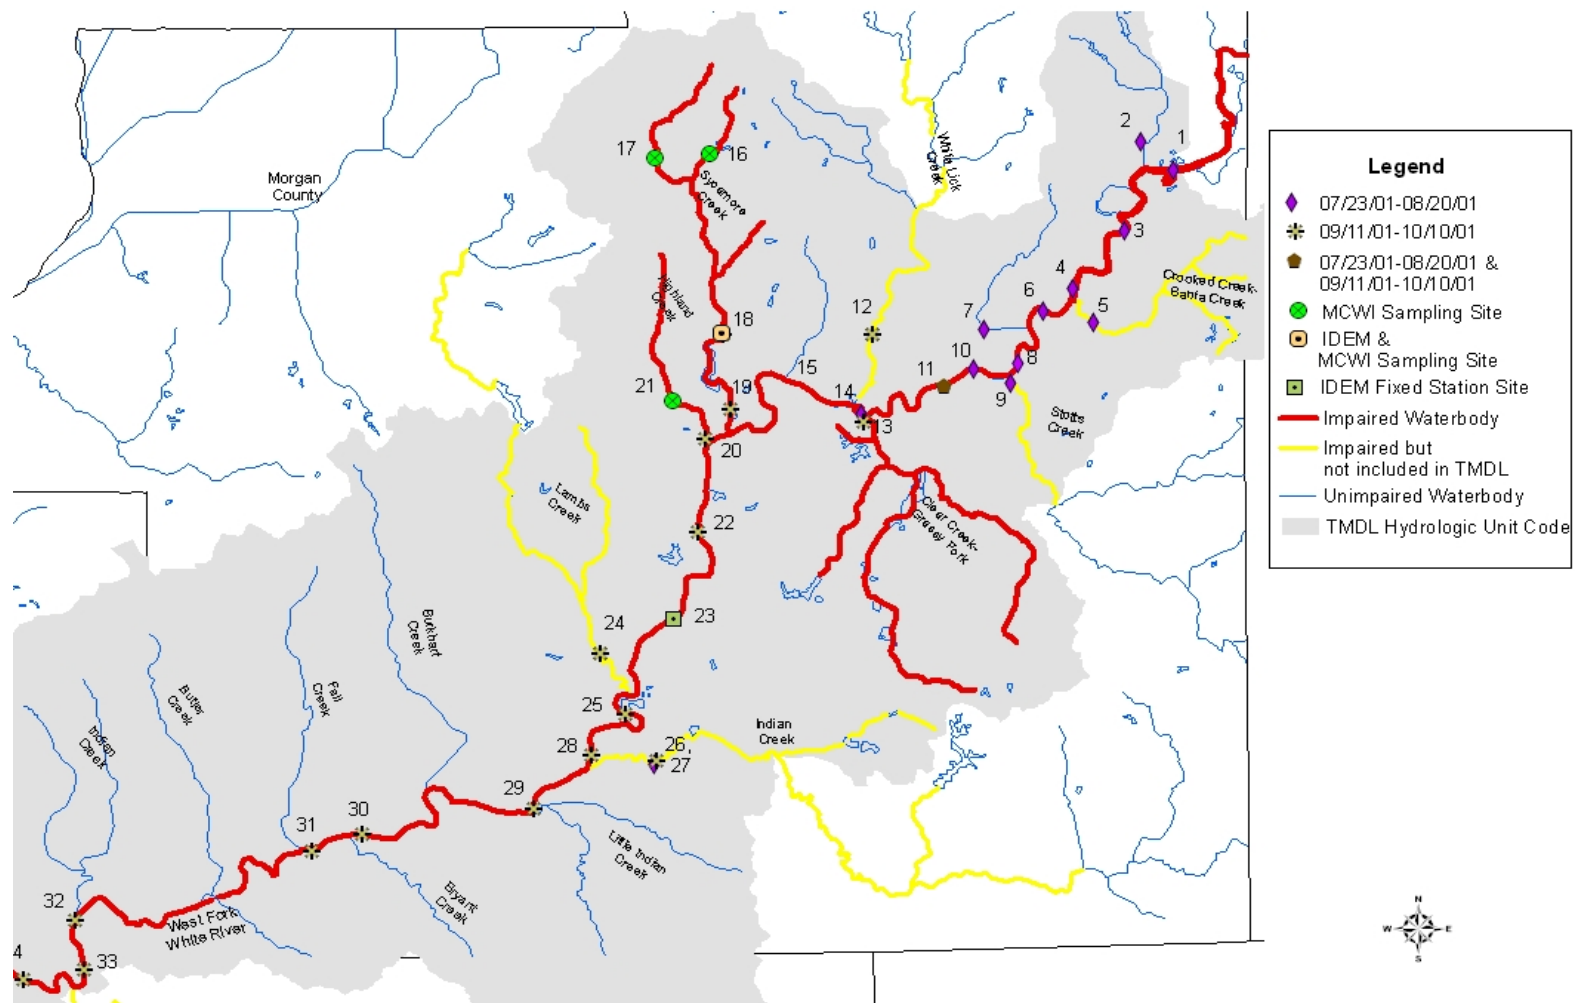 Morgan
County
17
16
Sycamore
Creek
White Lick
Creek
2
1
3
4
Crooked Creek-
Bahia Creek
5
6
7
8
9
10
11
12
Highland
Creek
18
15
14
13
19
21
20
Stotts
Creek
Lambs
Creek
22
Clear Creek-
Greasy Fork
23
24
25
Indian
Creek
26,
27
28
29
Burkhart
Creek
Fall
Creek
Butler
Creek
Indian
Creek
30
31
Little Indian
Creek
Bryant
Creek
32
West Fork
White River
33
4
Legend
07/23/01-08/20/01
09/11/01-10/10/01
07/23/01-08/20/01 &
09/11/01-10/10/01
MCWI Sampling Site
IDEM &
MCWI Sampling Site
IDEM Fixed Station Site
Impaired Waterbody
Impaired but
not included in TMDL
Unimpaired Waterbody
TMDL Hydrologic Unit Code
N
W
E
S